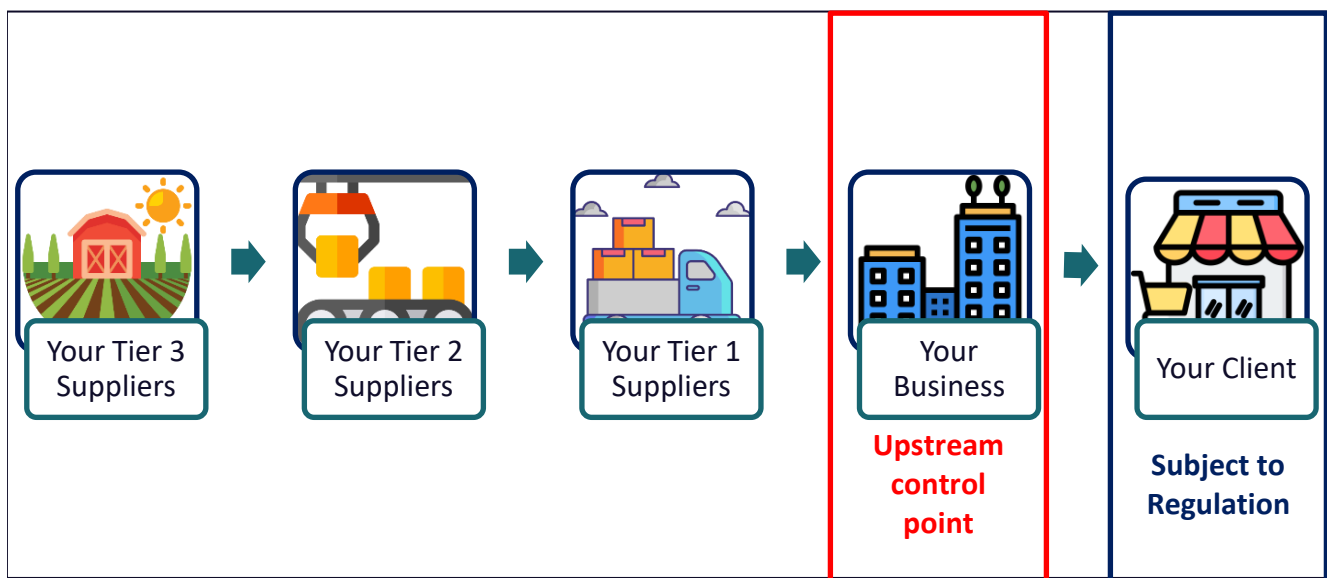 Your Tier 3
Suppliers
Your Tier 2
Suppliers
Your Tier 1
Suppliers
Your
Business
Your Client
Upstream
control
point
Subject to
Regulation